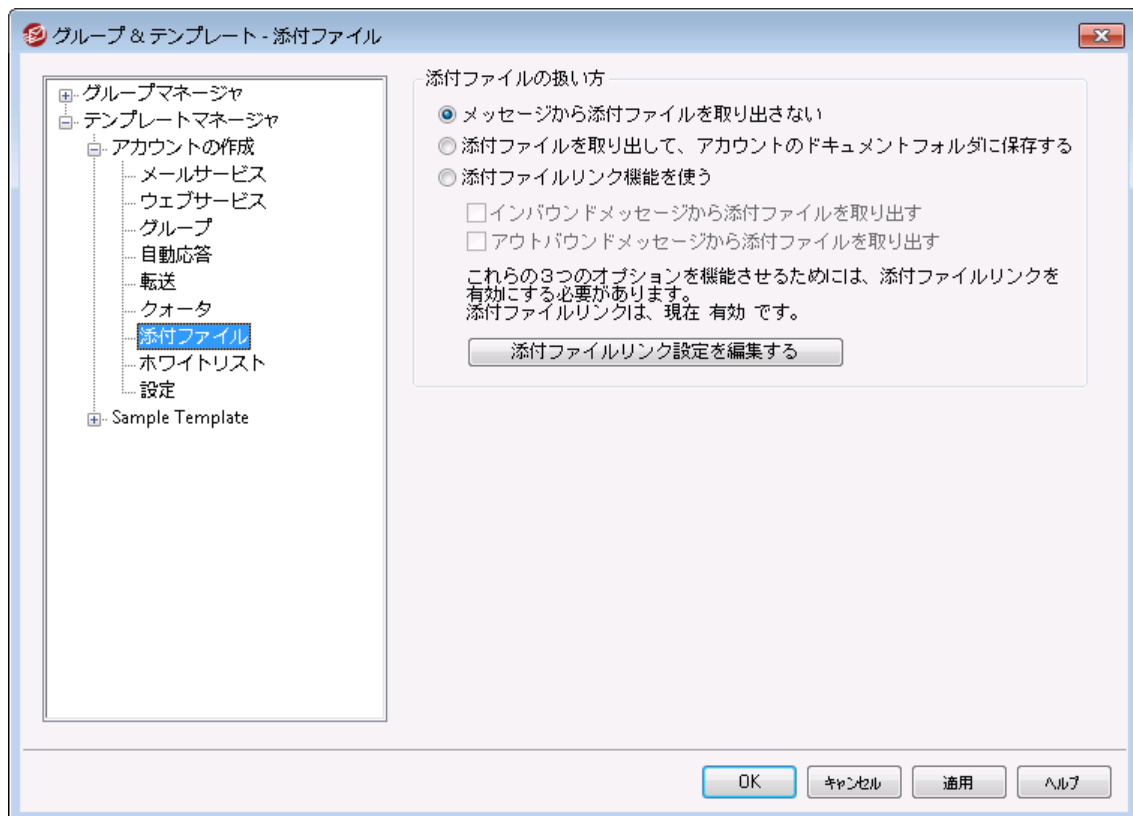 グループ & テンプレート - 添付ファイル
グループマネージャ
テンプレートマネージャ
アカウントの作成
メールサービス
ウェブサービス
グループ
自動応答
転送
クォータ
添付ファイル
ホワイトリスト
設定
Sample Template
添付ファイルの扱い方
メッセージから添付ファイルを取り出さない
添付ファイルを取り出して、アカウントのドキュメントフォルダに保存する
添付ファイルリンク機能を使う
インバウンドメッセージから添付ファイルを取り出す
アウトバウンドメッセージから添付ファイルを取り出す
これらの3つのオプションを機能させるためには、添付ファイルリンクを
有効にする必要があります。
添付ファイルリンクは、現在 有効 です。
添付ファイルリンク設定を編集する
OK
キャンセル
適用
ヘルプ